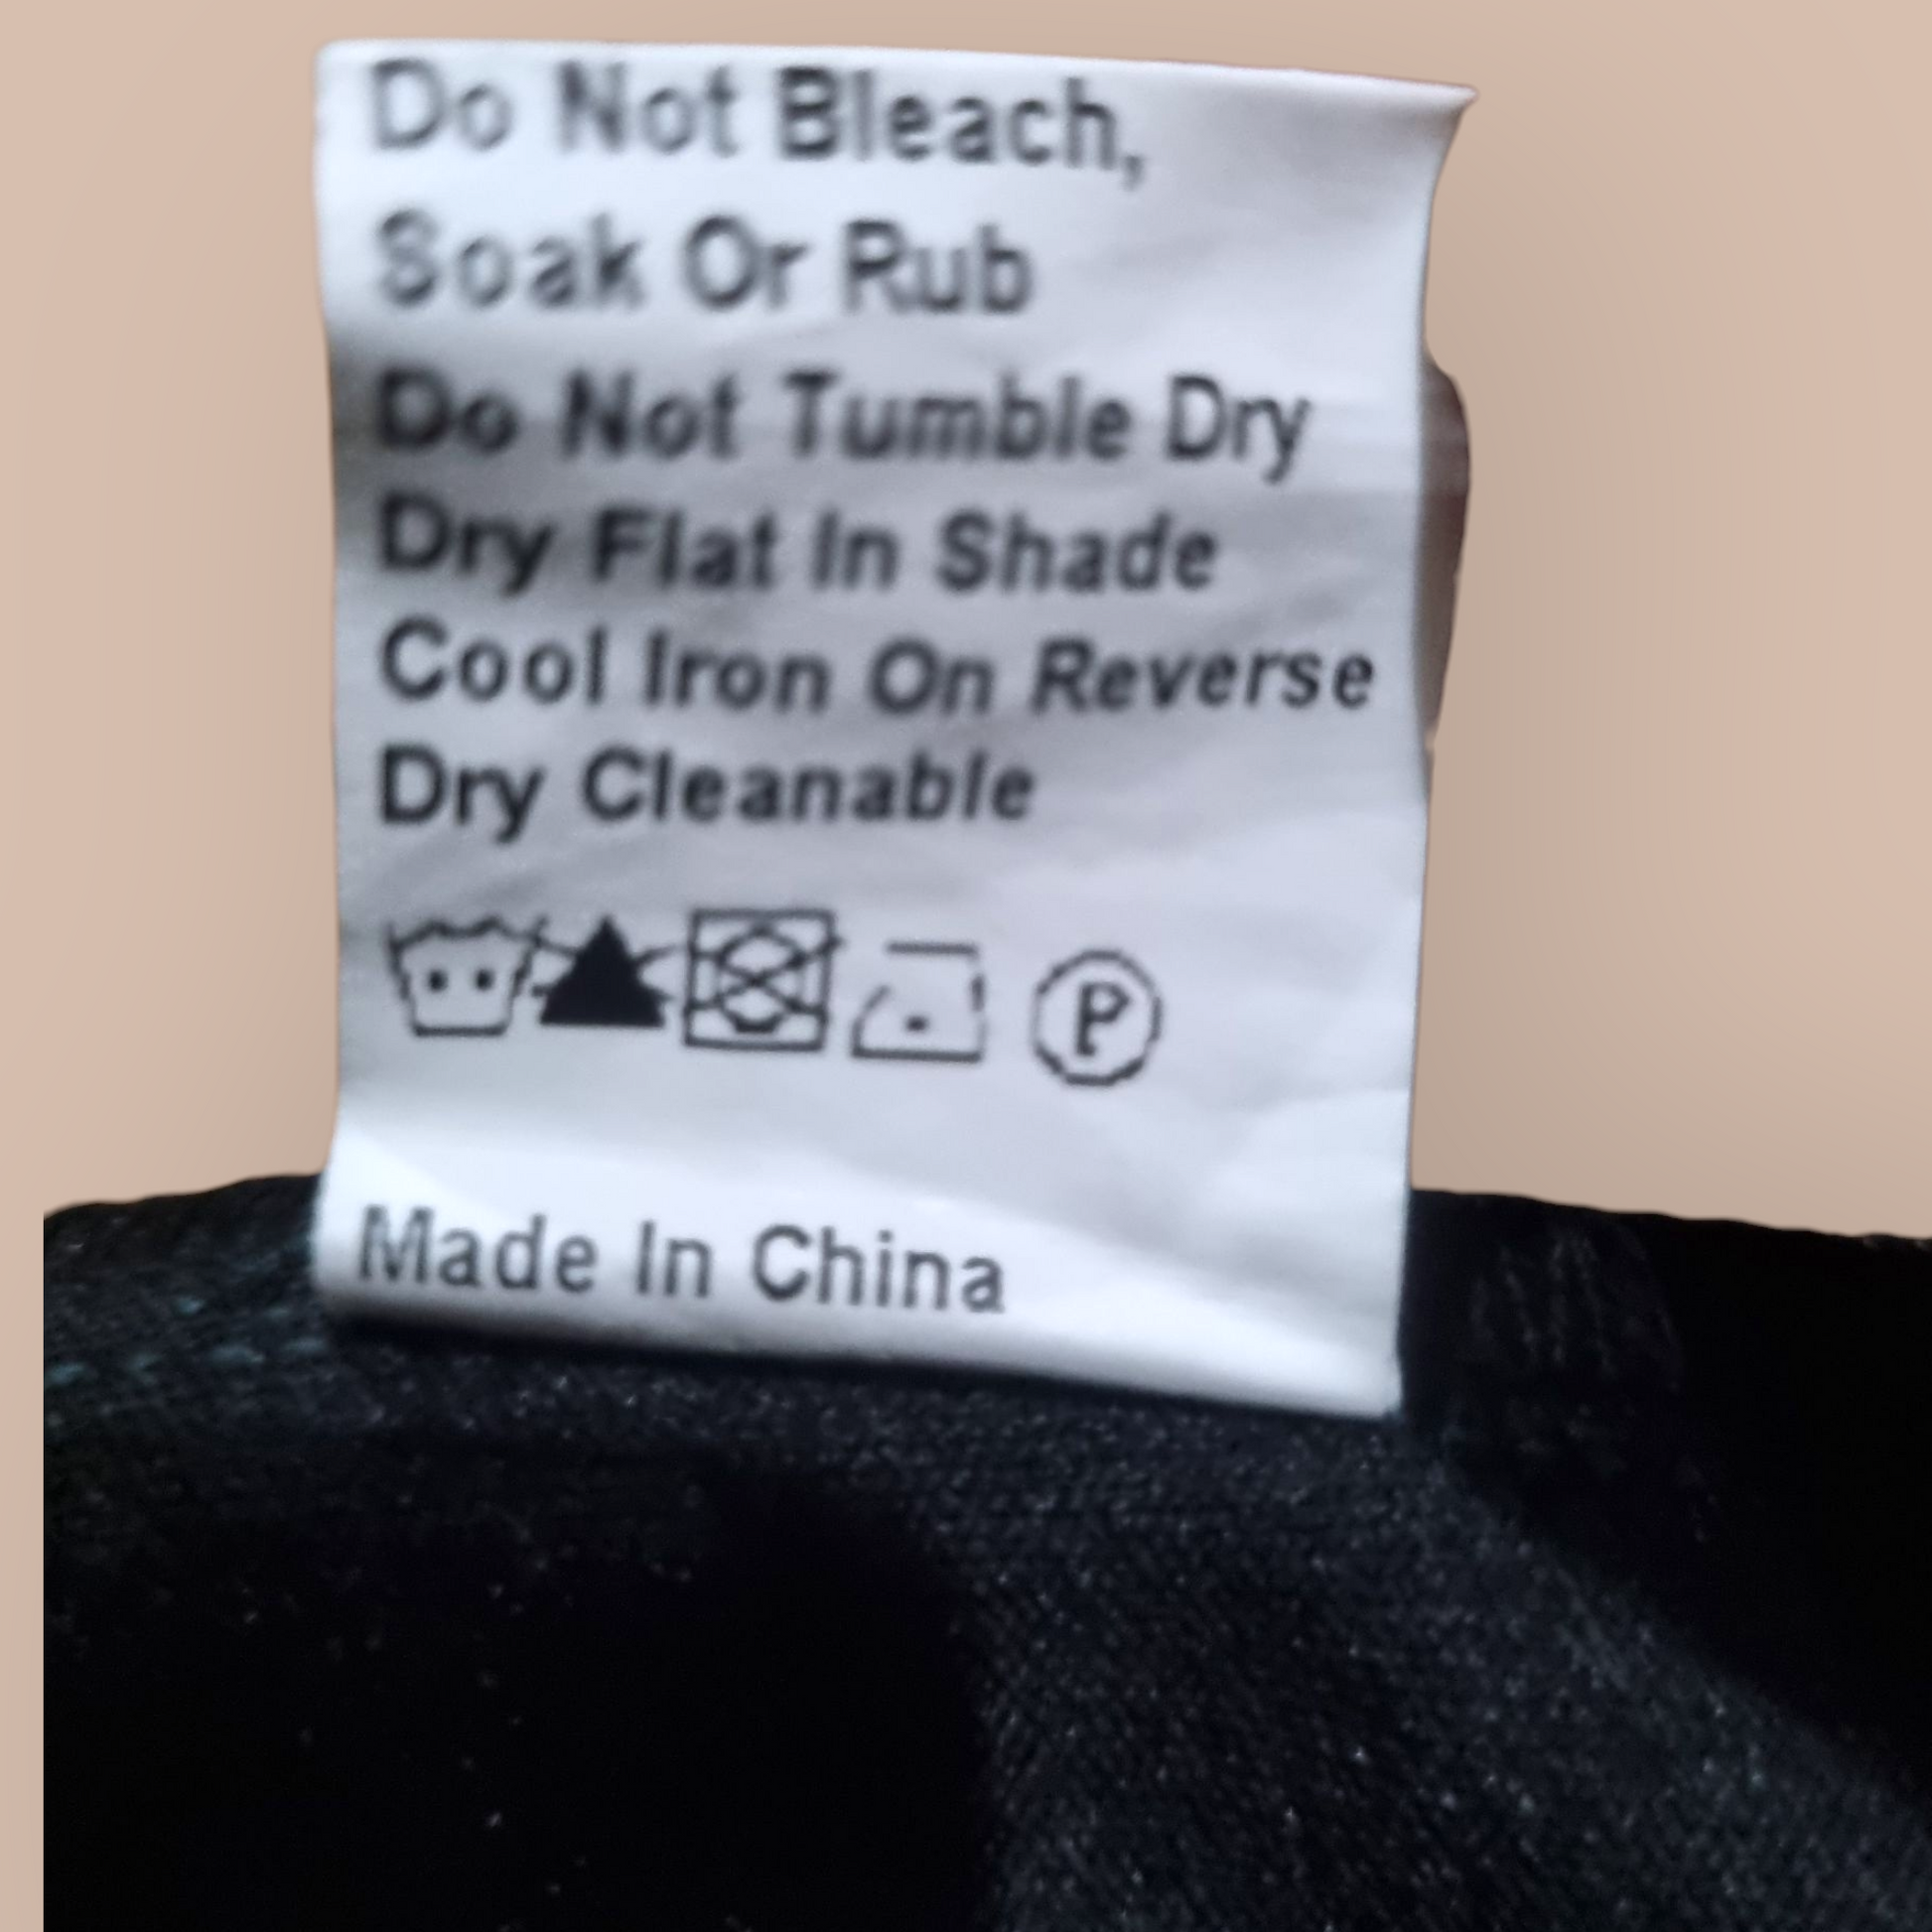 Do Not Bleach,
Soak Or Rub
Do Not Tumble Dry
Dry Flat In Shade
Cool Iron On Reverse
Dry Cleanable
P
Made In China